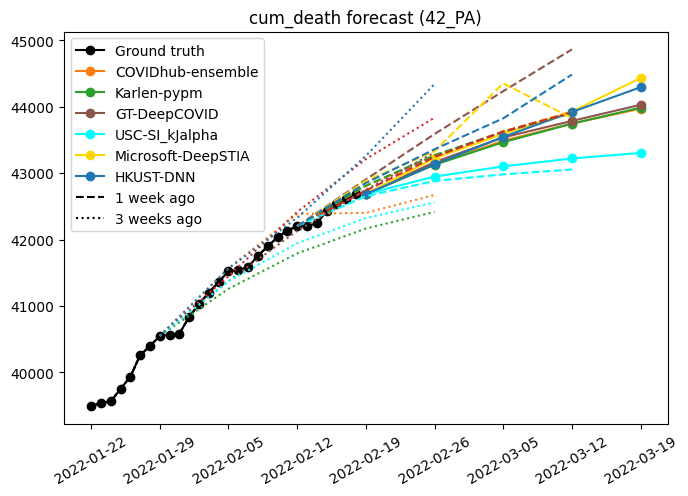 cum_death forecast (42_PA)
45000
44000
43000
42000
41000
40000
Ground truth
COVIDhub-ensemble
Karlen-pypm
GT-DeepCOVID
USC-SI_kJalpha
Microsoft-DeepSTIA
HKUST-DNN
1 week ago
3 weeks ago
2022-01-22
2022-01-29
2022-02-05
2022-02-12
2022-02-19
2022-02-26
2022-03-05
2022-03-12
2022-03-19